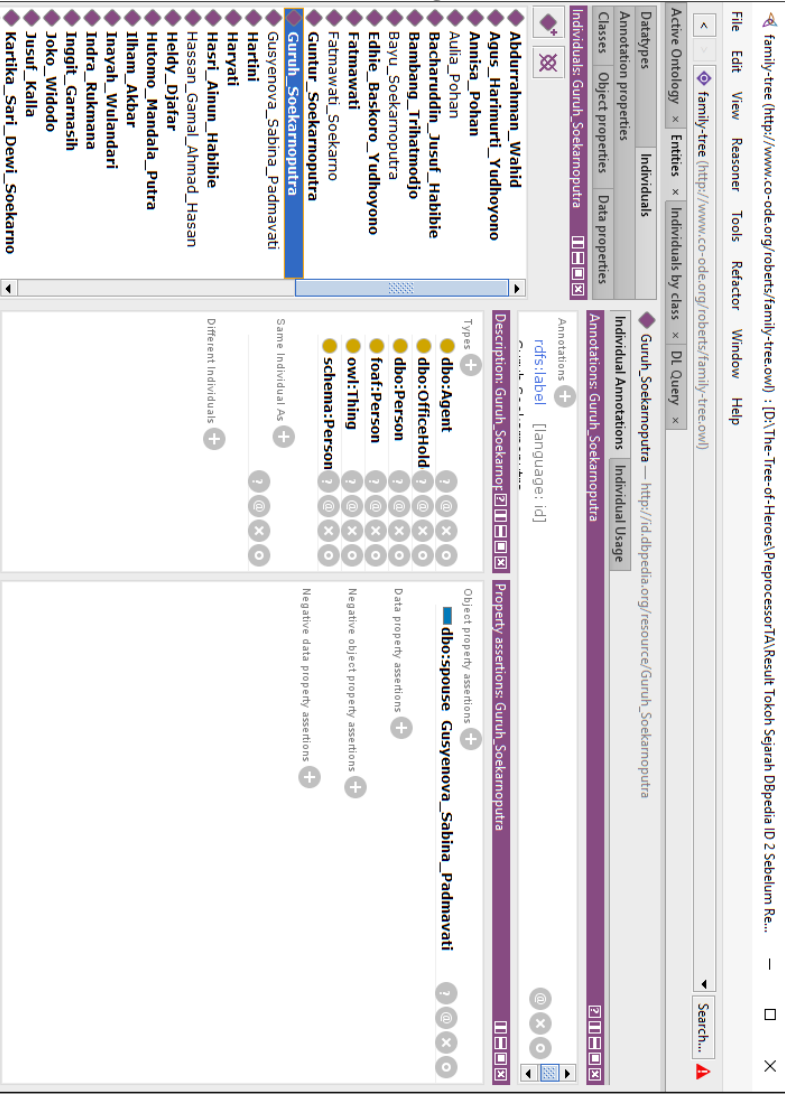 family-tree (http://www.co-ode.org/roberts/family-tree.owl) : [D:\The-Tree-of-Heroes\PreprocessorTA\Result Tokoh Sejarah DBpedia ID 2 Sebelum Re...
File Edit View Reasoner Tools Refactor Window Help
< family-tree (http://www.co-ode.org/roberts/family-tree.owl) Search...
Active Ontology × Entities × Individuals by class × DL Query ×
Datatypes Individuals
Annotation properties
Classes Object properties Data properties
Individuals: Guruh_Soekarnoputra
Abdurrahman_Wahid
Agus_Harimurti_Yudhoyono
Annisa_Pohan
Aulia_Pohan
Bacharuddin_Jusuf_Habibie
Bambang_Trihatmodjo
Bayu_Soekarnoputra
Edhie_Baskoro_Yudhoyono
Fatmawati
Fatmawati_Soekarno
Guntur_Soekarnoputra
Guruh_Soekarnoputra
Gusyenova_Sabina_Padmavati
Hartini
Haryati
Hasri_Ainun_Habibie
Hassan_Gamal_Ahmad_Hasan
Heldy_Djafar
Hutomo_Mandala_Putra
Ilham_Akbar
Inayah_Wulandari
Indra_Rukmana
Inggit_Garnasih
Joko_Widodo
Jusuf_Kalla
Kartika_Sari_Dewi_Soekarno
Guruh_Soekarnoputra — http://id.dbpedia.org/resource/Guruh_Soekarnoputra
Individual Annotations Individual Usage
Annotations: Guruh_Soekarnoputra
Annotations
rdfs:label [language: id]
Description: Guruh_Soekarnop
Types
dbo:Agent
dbo:OfficeHold
dbo:Person
foaf:Person
owl:Thing
schema:Person
Same Individual As
Different Individuals
Property assertions: Guruh_Soekarnoputra
Object property assertions
dbo:spouse Gusyenova_Sabina_Padmavati
Data property assertions
Negative object property assertions
Negative data property assertions